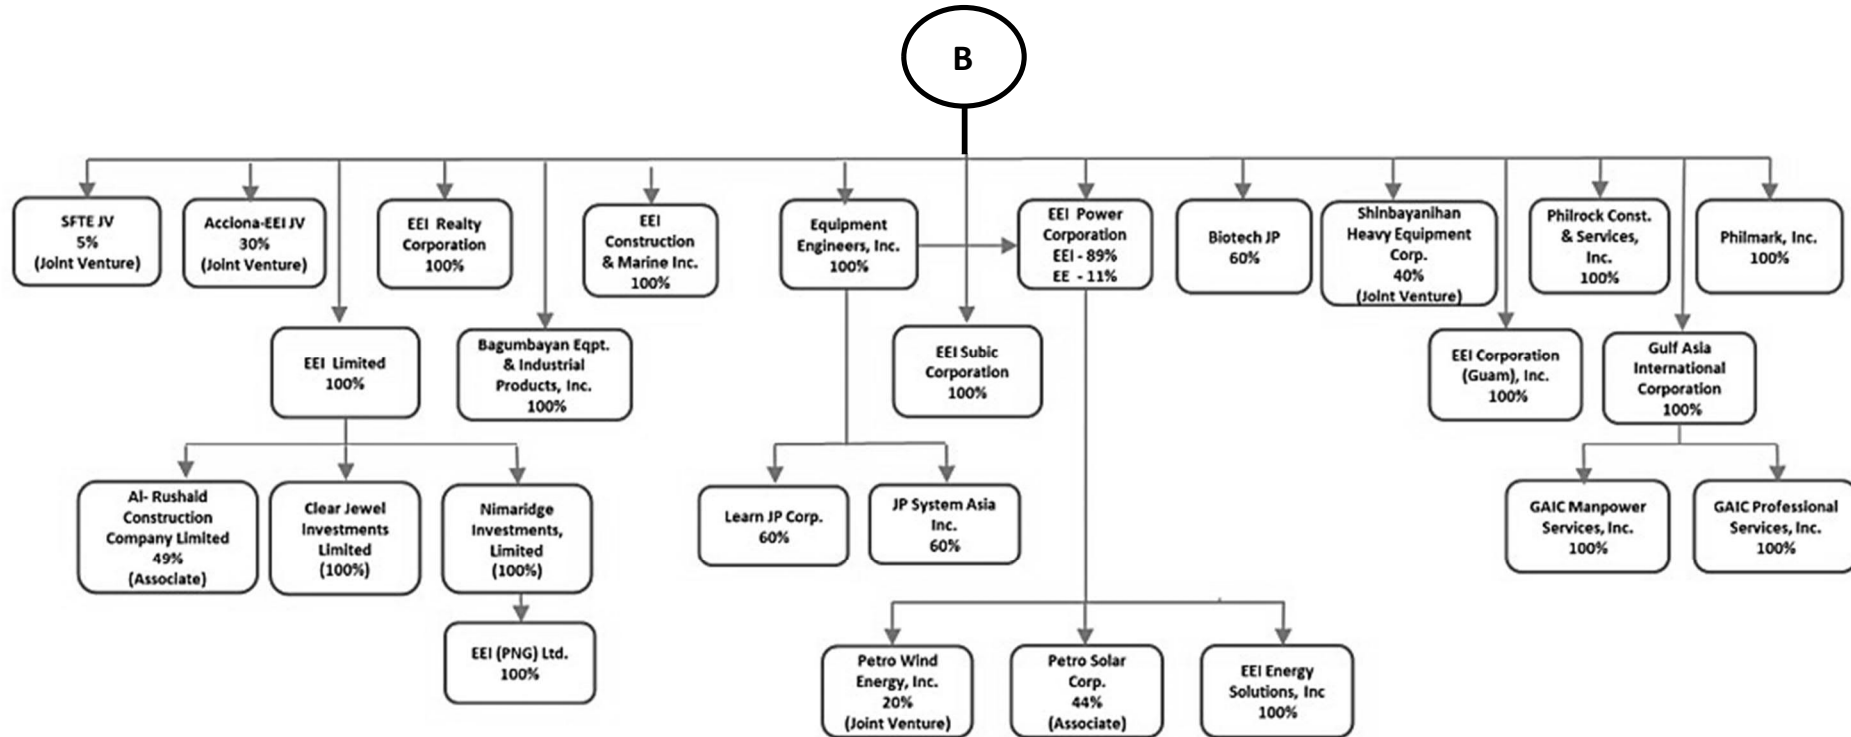 B
SFTE JV
5%
(Joint Venture)
Acciona-EEI JV
30%
(Joint Venture)
EEI Realty
Corporation
100%
EEI
Construction
& Marine Inc.
100%
Equipment
Engineers, Inc.
100%
EEI Power
Corporation
EEI - 89%
EE - 11%
Biotech JP
60%
Shinbayanihan
Heavy Equipment
Corp.
40%
(Joint Venture)
Philrock Const.
& Services,
Inc.
100%
Philmark, Inc.
100%
EEI Limited
100%
Bagumbayan Eqpt.
& Industrial
Products, Inc.
100%
EEI Subic
Corporation
100%
EEI Corporation
(Guam), Inc.
100%
Gulf Asia
International
Corporation
100%
Al- Rushaid
Construction
Company Limited
49%
(Associate)
Clear Jewel
Investments
Limited
(100%)
Nimaridge
Investments,
Limited
(100%)
Learn JP Corp.
60%
JP System Asia
Inc.
60%
GAIC Manpower
Services, Inc.
100%
GAIC Professional
Services, Inc.
100%
EEI (PNG) Ltd.
100%
Petro Wind
Energy, Inc.
20%
(Joint Venture)
Petro Solar
Corp.
44%
(Associate)
EEI Energy
Solutions, Inc
100%